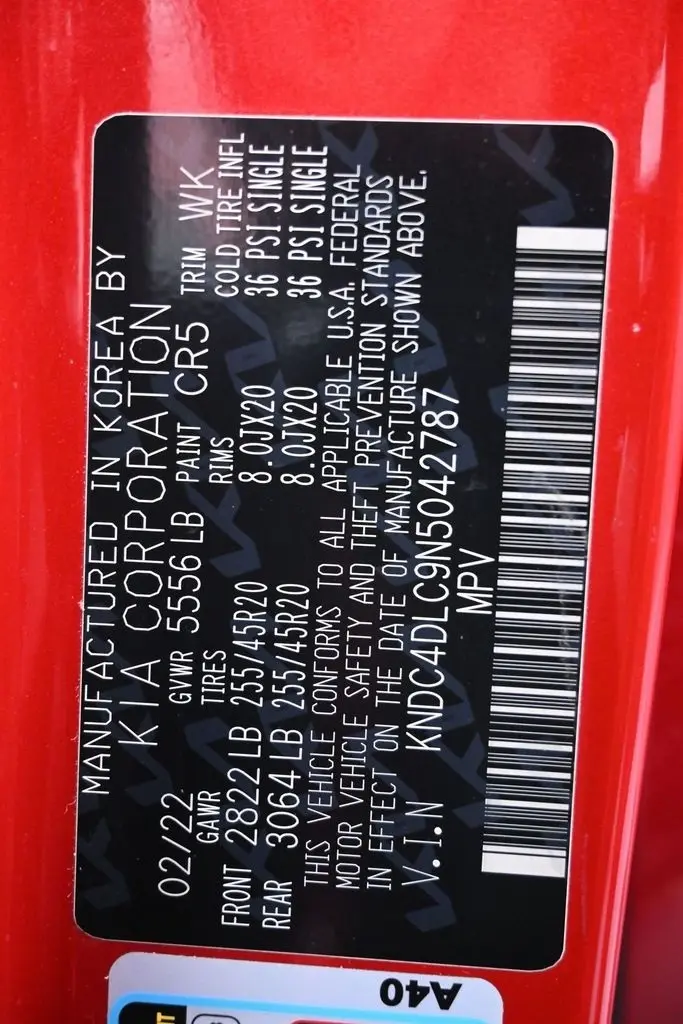 MANUFACTURED IN KOREA BY
KIA CORPORATION
02/22 GVWR 5556 LB PAINT CR5 TRIM WK
GAWR TIRES RIMS COLD TIRE INFL
FRONT 2822 LB 255/45R20 8.0JX20 36 PSI SINGLE
REAR 3064 LB 255/45R20 8.0JX20 36 PSI SINGLE
THIS VEHICLE CONFORMS TO ALL APPLICABLE U.S.A. FEDERAL
MOTOR VEHICLE SAFETY AND THEFT PREVENTION STANDARDS
IN EFFECT ON THE DATE OF MANUFACTURE SHOWN ABOVE.
V.I.N KNDC4DLC9N5042787
MPV
A40